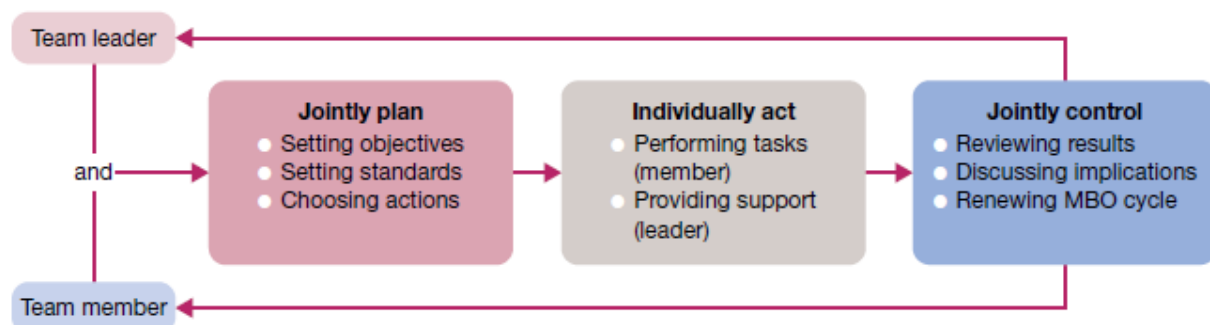 Team leader
and
Team member
Jointly plan
● Setting objectives
● Setting standards
● Choosing actions
Individually act
● Performing tasks
(member)
● Providing support
(leader)
Jointly control
● Reviewing results
● Discussing implications
● Renewing MBO cycle